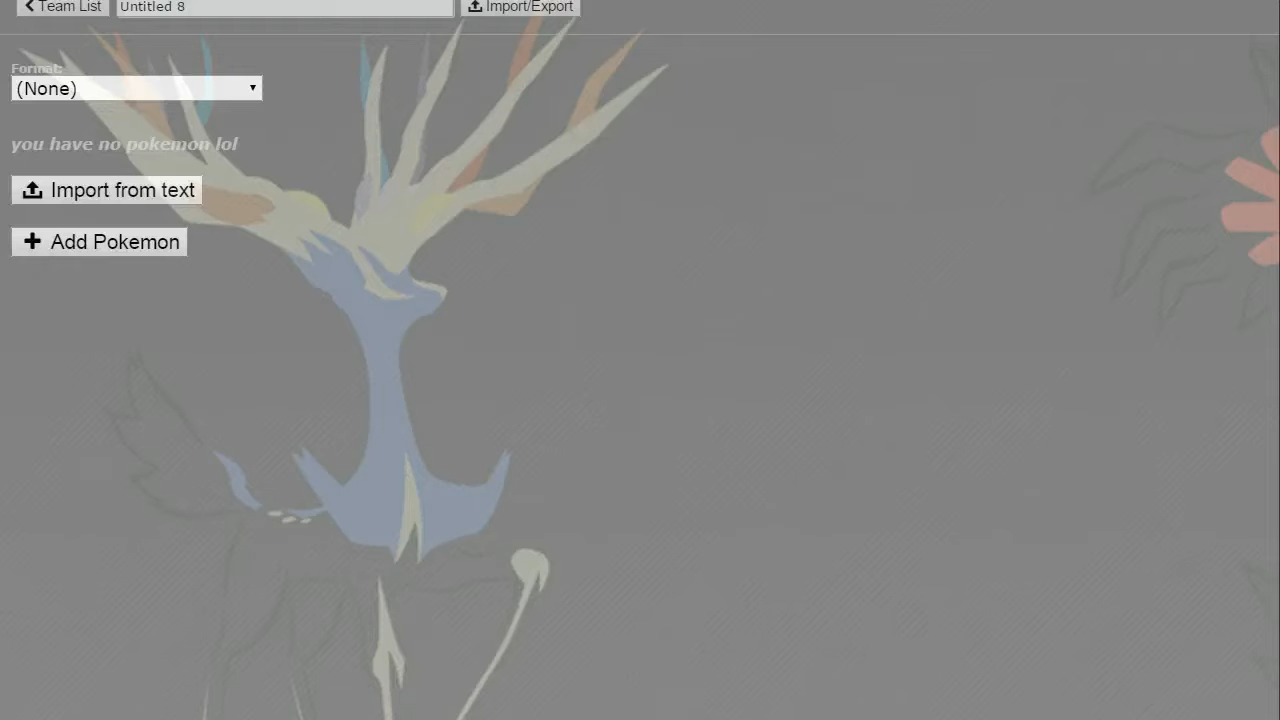 Team List
Untitled 8
Import/Export
Format:
(None)
you have no pokemon lol
Import from text
Add Pokemon